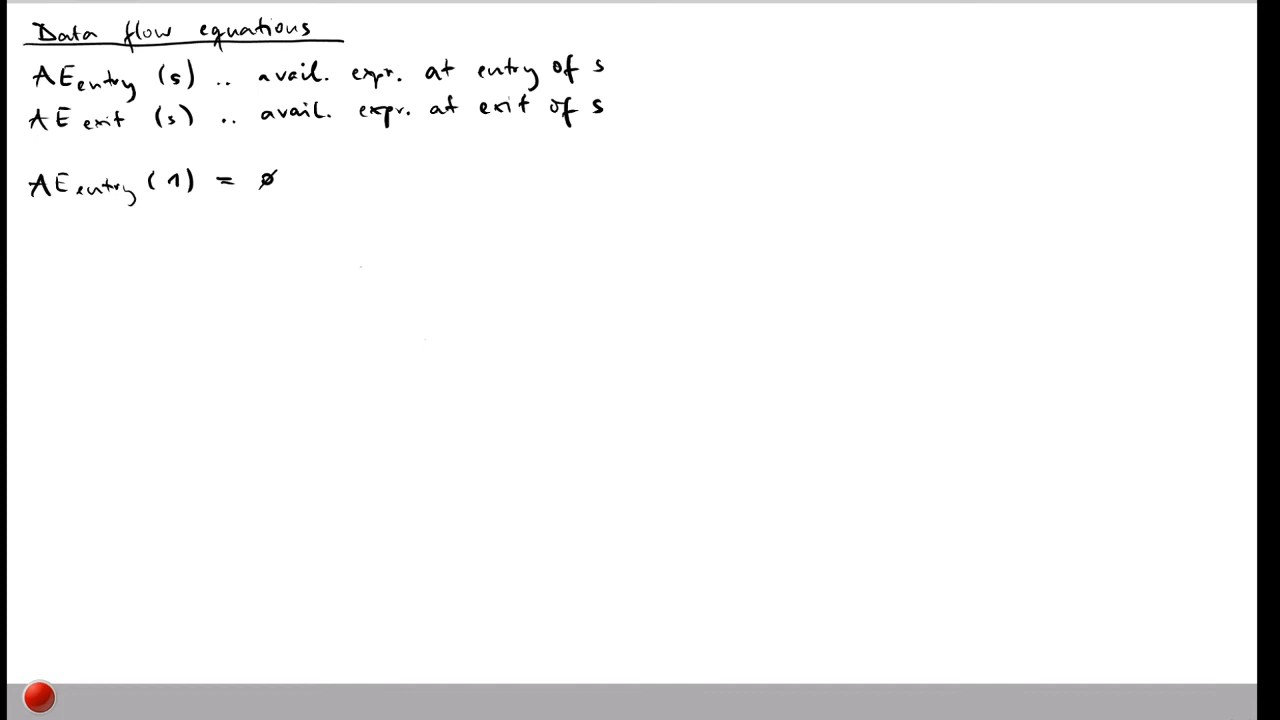 Data flow equations
AEentry (s) .. avail. expr. at entry of s
AEexit (s) .. avail. expr. at exit of s
AEentry (1) = ∅